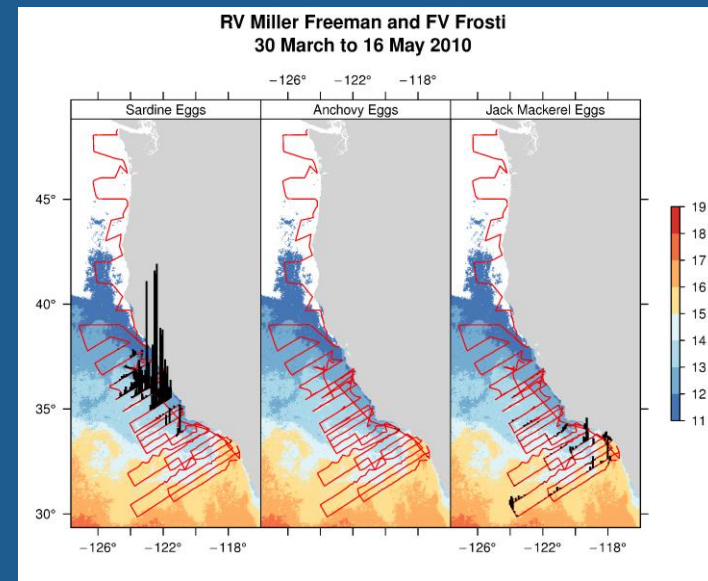 RV Miller Freeman and FV Frosti
30 March to 16 May 2010
−126° −122° −118°
Sardine Eggs Anchovy Eggs Jack Mackerel Eggs
45°
40°
35°
30°
19
18
17
16
15
14
13
12
11
−126° −122° −118° −126° −122° −118°